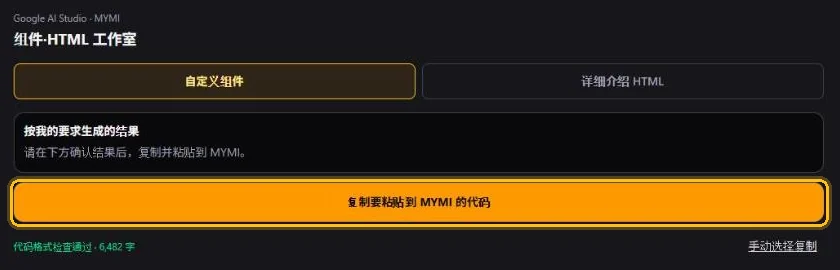 Google AI Studio · MYMI
组件·HTML 工作室
自定义组件
详细介绍 HTML
按我的要求生成的结果
请在下方确认结果后，复制并粘贴到 MYMI。
复制要粘贴到 MYMI 的代码
代码格式检查通过 · 6,482 字
手动选择复制